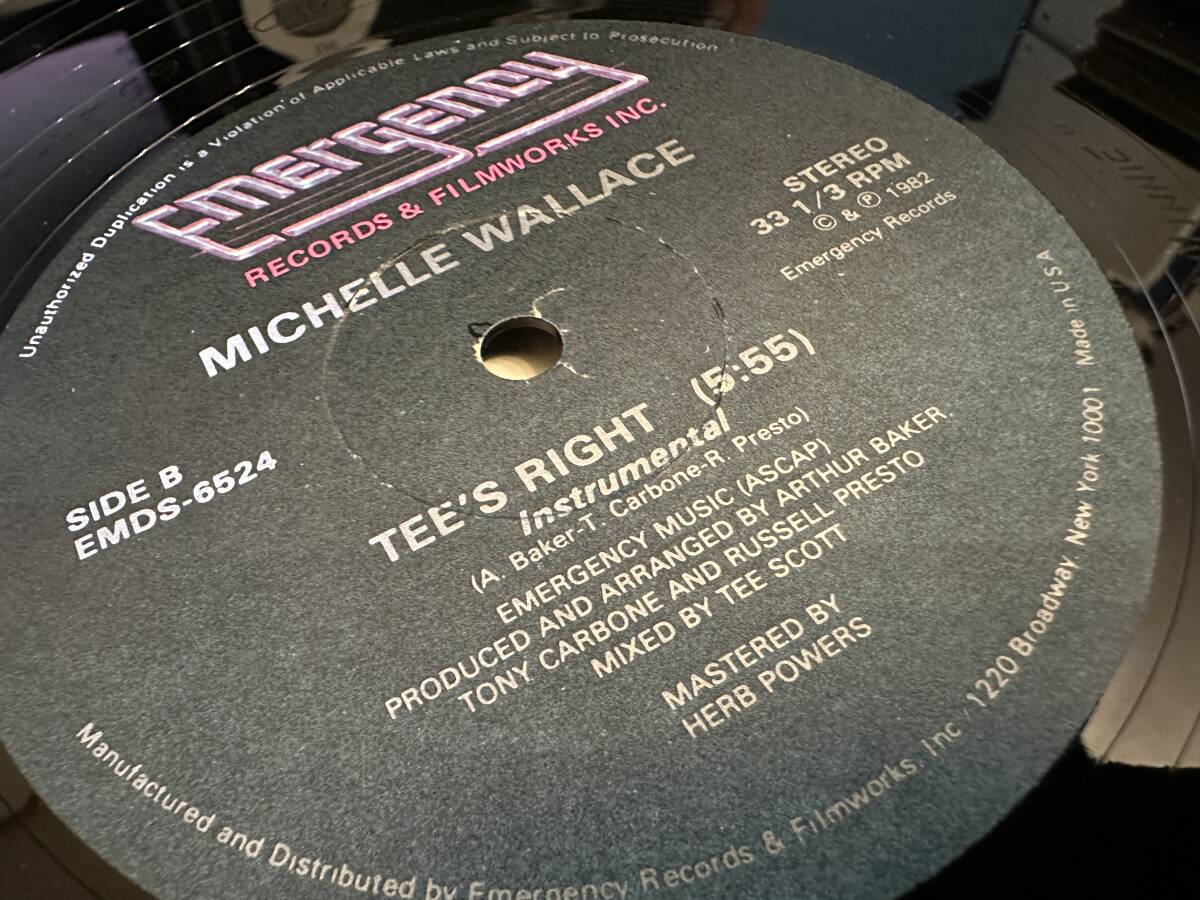 Unauthorized Duplication is a Violation of Applicable Laws and Subject to Prosecution
EMERGENCY
RECORDS & FILMWORKS INC.
MICHELLE WALLACE
STEREO
33 1/3 RPM
© & ℗ 1982
Emergency Records
SIDE B
EMDS-6524
TEE'S RIGHT (5:55)
Instrumental
(A. Baker-T. Carbone-R. Presto)
EMERGENCY MUSIC (ASCAP)
PRODUCED AND ARRANGED BY ARTHUR BAKER.
TONY CARBONE AND RUSSELL PRESTO
MIXED BY TEE SCOTT
MASTERED BY
HERB POWERS
Manufactured and Distributed by Emergency Records & Filmworks, Inc. 1220 Broadway, New York 10001 Made in USA